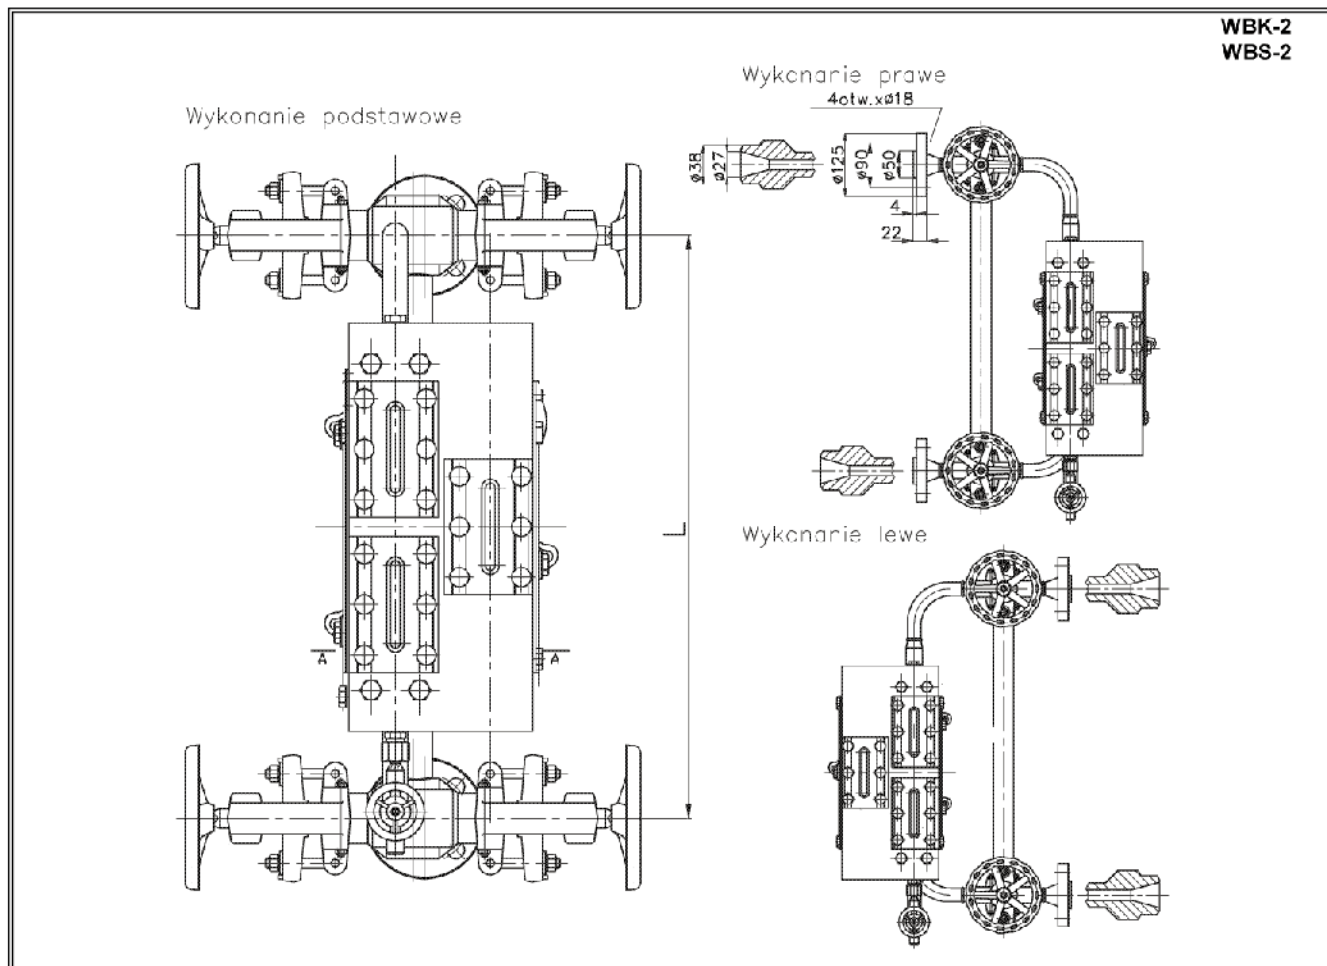 WBK-2
WBS-2
Wykonanie prawe
4otw.xø18
Wykonanie podstawowe
ø38
ø27
ø125
ø90
ø50
4
22
L
Wykonanie lewe
A
A